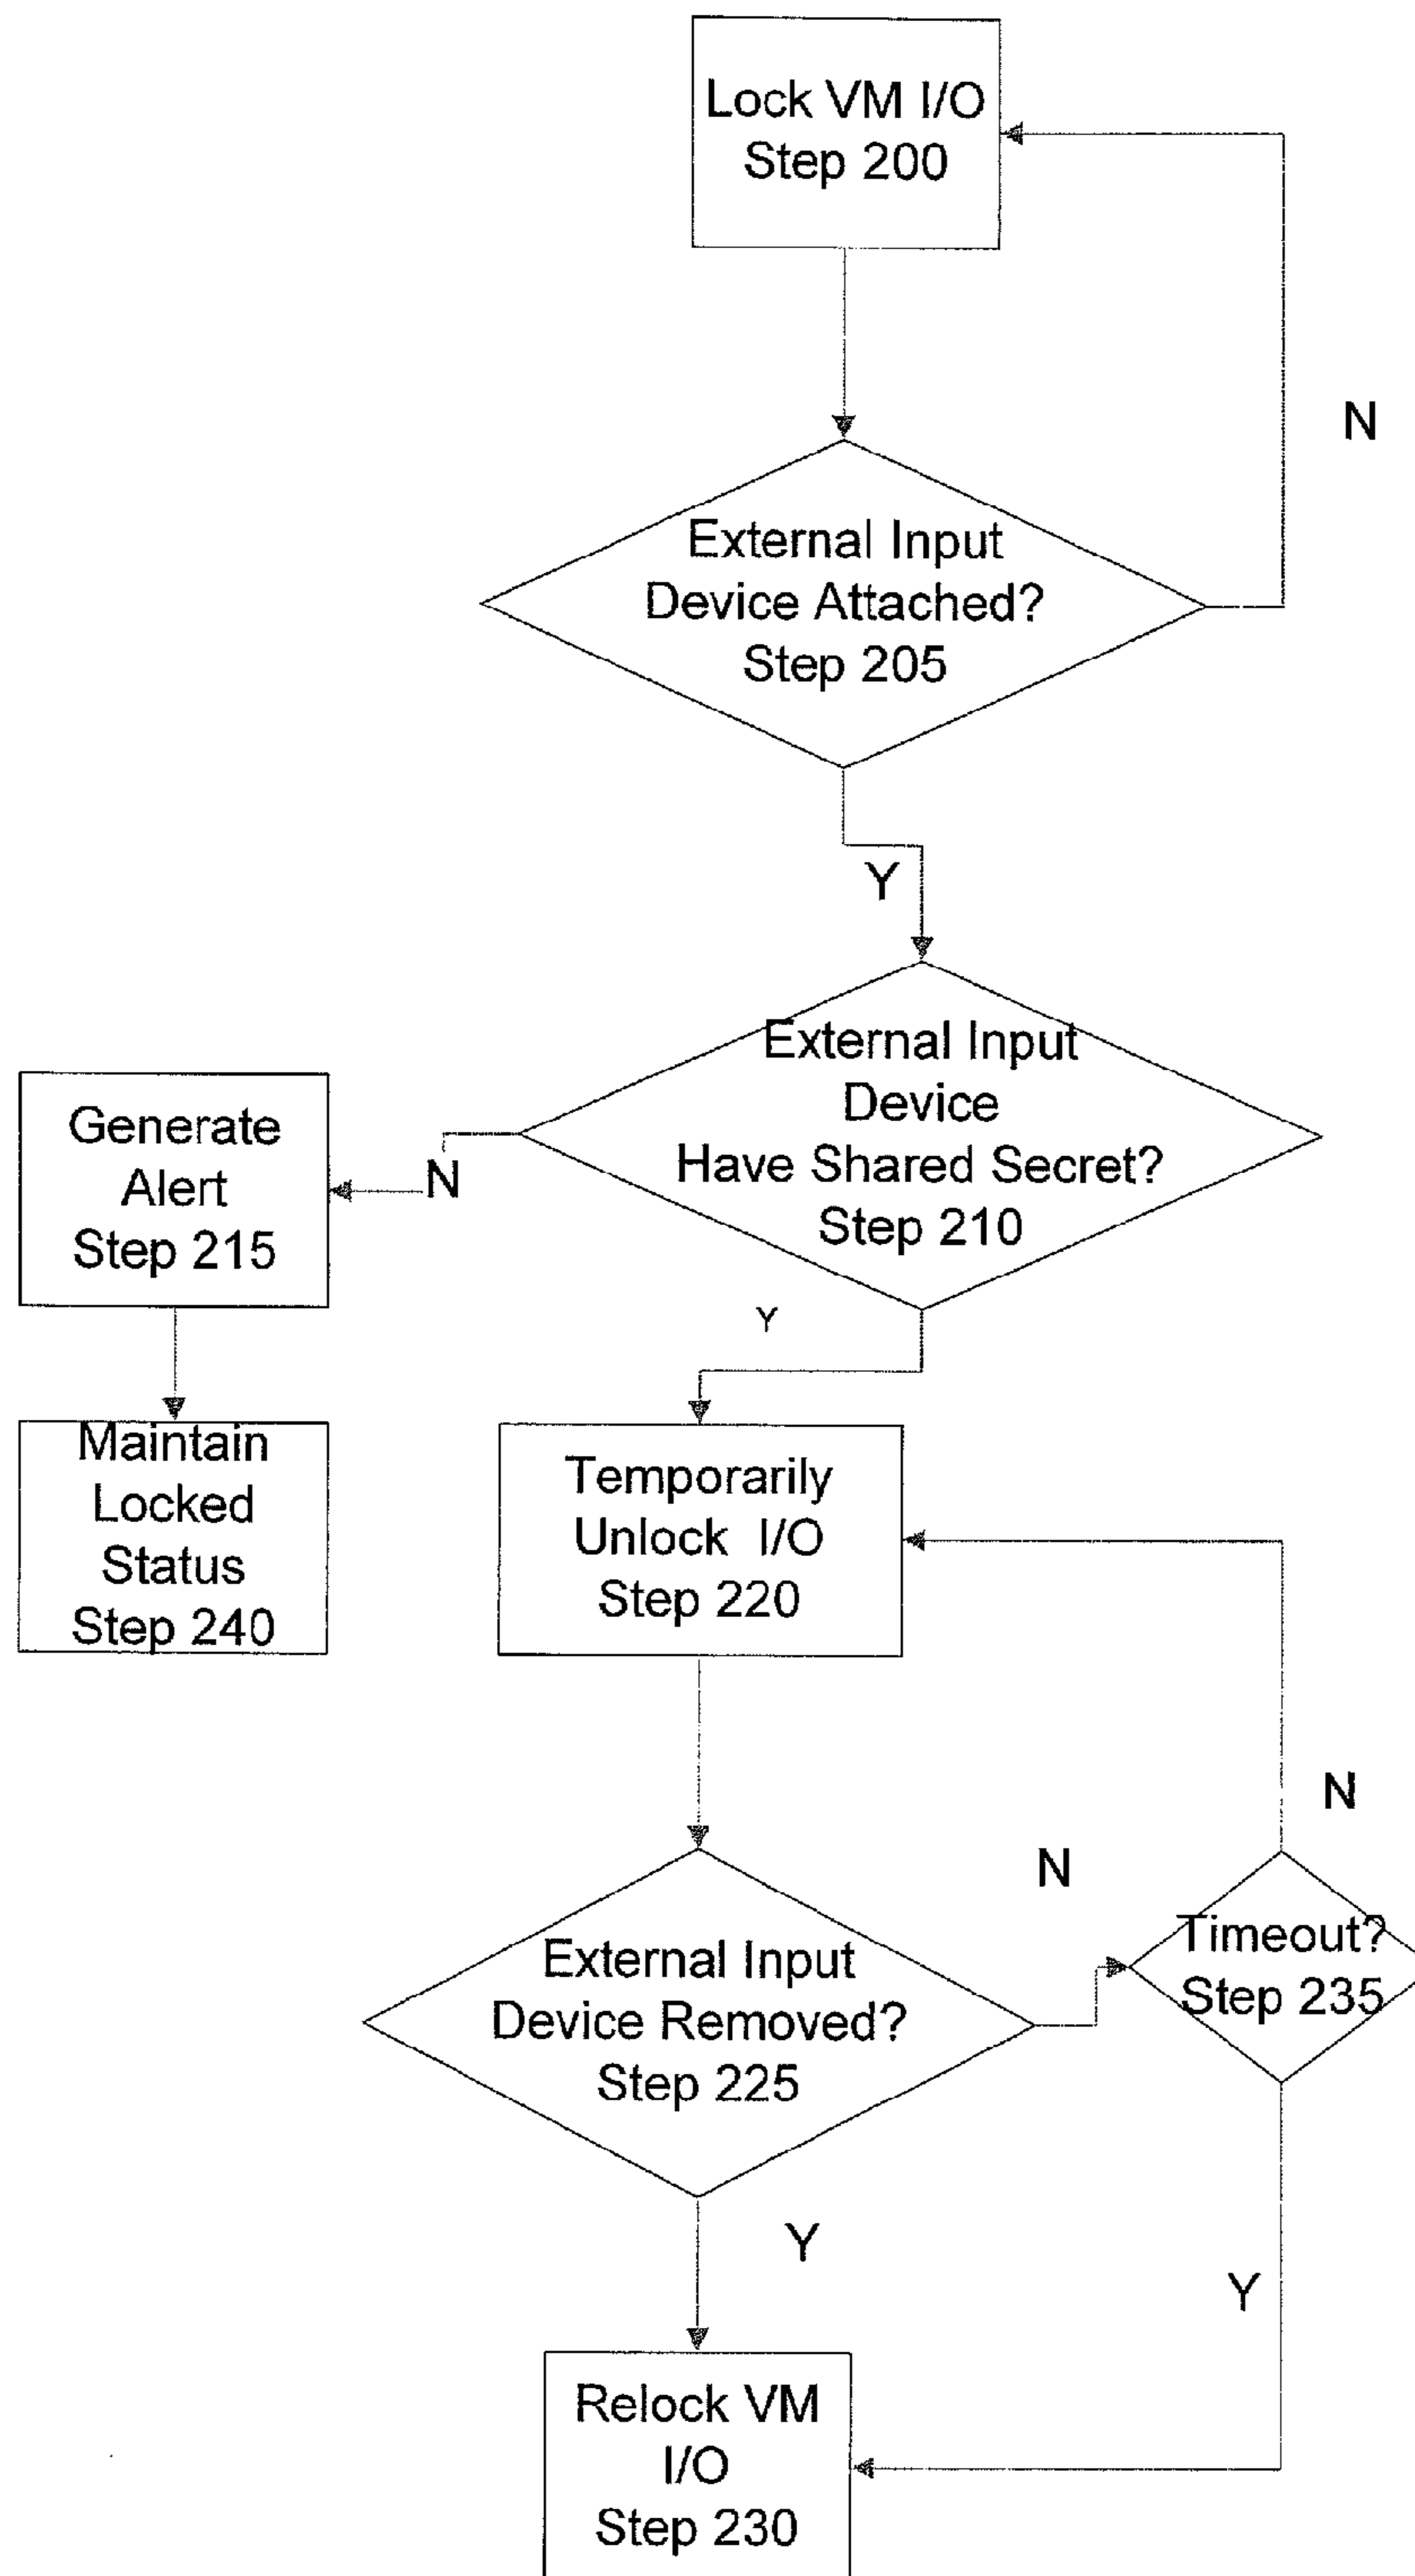 Lock VM I/O
Step 200
N
External Input
Device Attached?
Step 205
Y
External Input
Device
Have Shared Secret?
Step 210
N
Generate
Alert
Step 215
Y
Maintain
Locked
Status
Step 240
Temporarily
Unlock I/O
Step 220
N
N
Timeout?
Step 235
External Input
Device Removed?
Step 225
Y
Y
Relock VM
I/O
Step 230